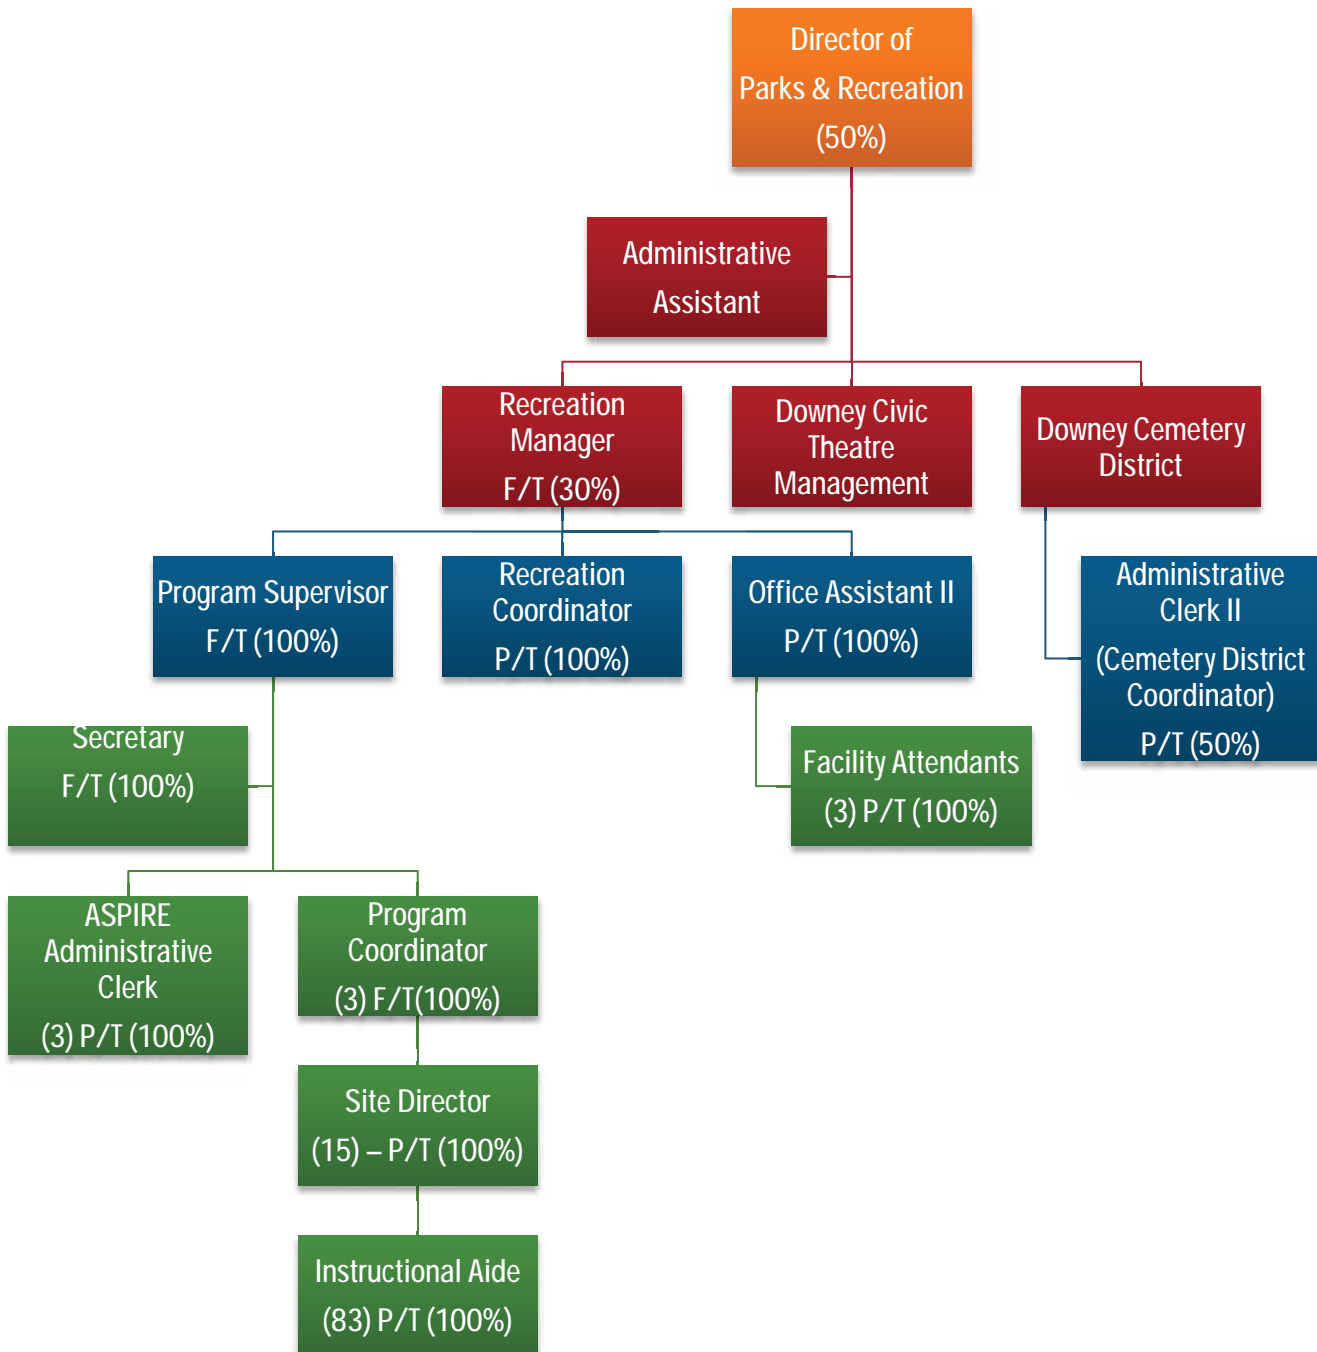 Director of
Parks & Recreation
(50%)
Administrative
Assistant
Recreation
Manager
F/T (30%)
Downey Civic
Theatre
Management
Downey Cemetery
District
Program Supervisor
F/T (100%)
Recreation
Coordinator
P/T (100%)
Office Assistant II
P/T (100%)
Administrative
Clerk II
(Cemetery District
Coordinator)
P/T (50%)
Secretary
F/T (100%)
Facility Attendants
(3) P/T (100%)
ASPIRE
Administrative
Clerk
(3) P/T (100%)
Program
Coordinator
(3) F/T(100%)
Site Director
(15) – P/T (100%)
Instructional Aide
(83) P/T (100%)